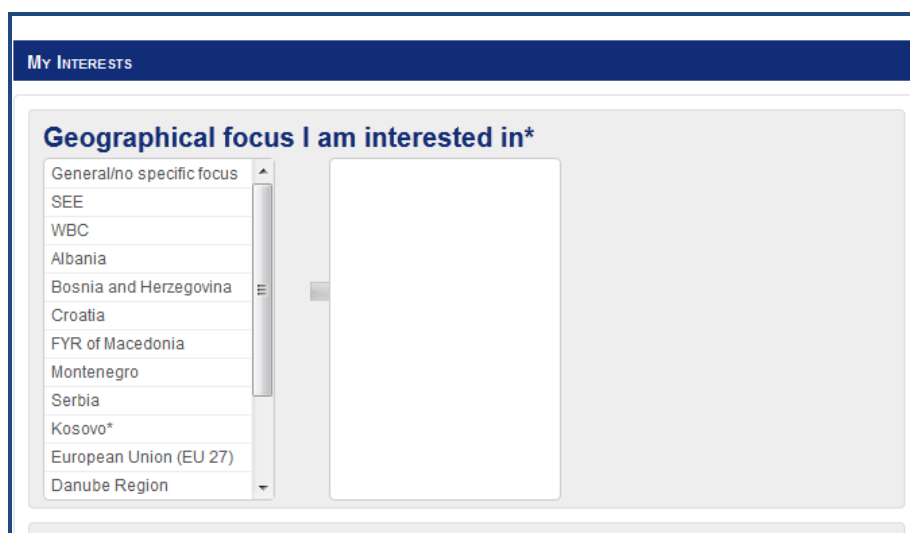 My Interests
Geographical focus I am interested in*
General/no specific focus
SEE
WBC
Albania
Bosnia and Herzegovina
Croatia
FYR of Macedonia
Montenegro
Serbia
Kosovo*
European Union (EU 27)
Danube Region